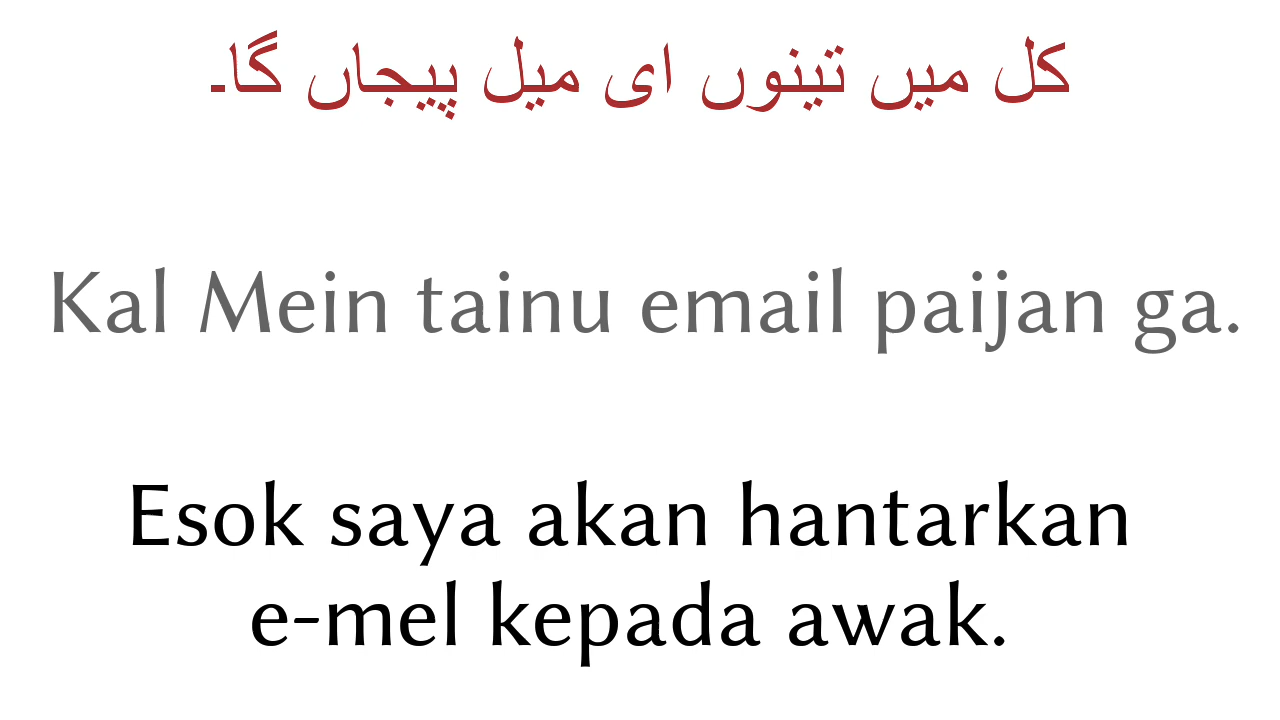 کل میں تینوں ای میل پیجاں گا۔
Kal Mein tainu email paijan ga.
Esok saya akan hantarkan
e-mel kepada awak.